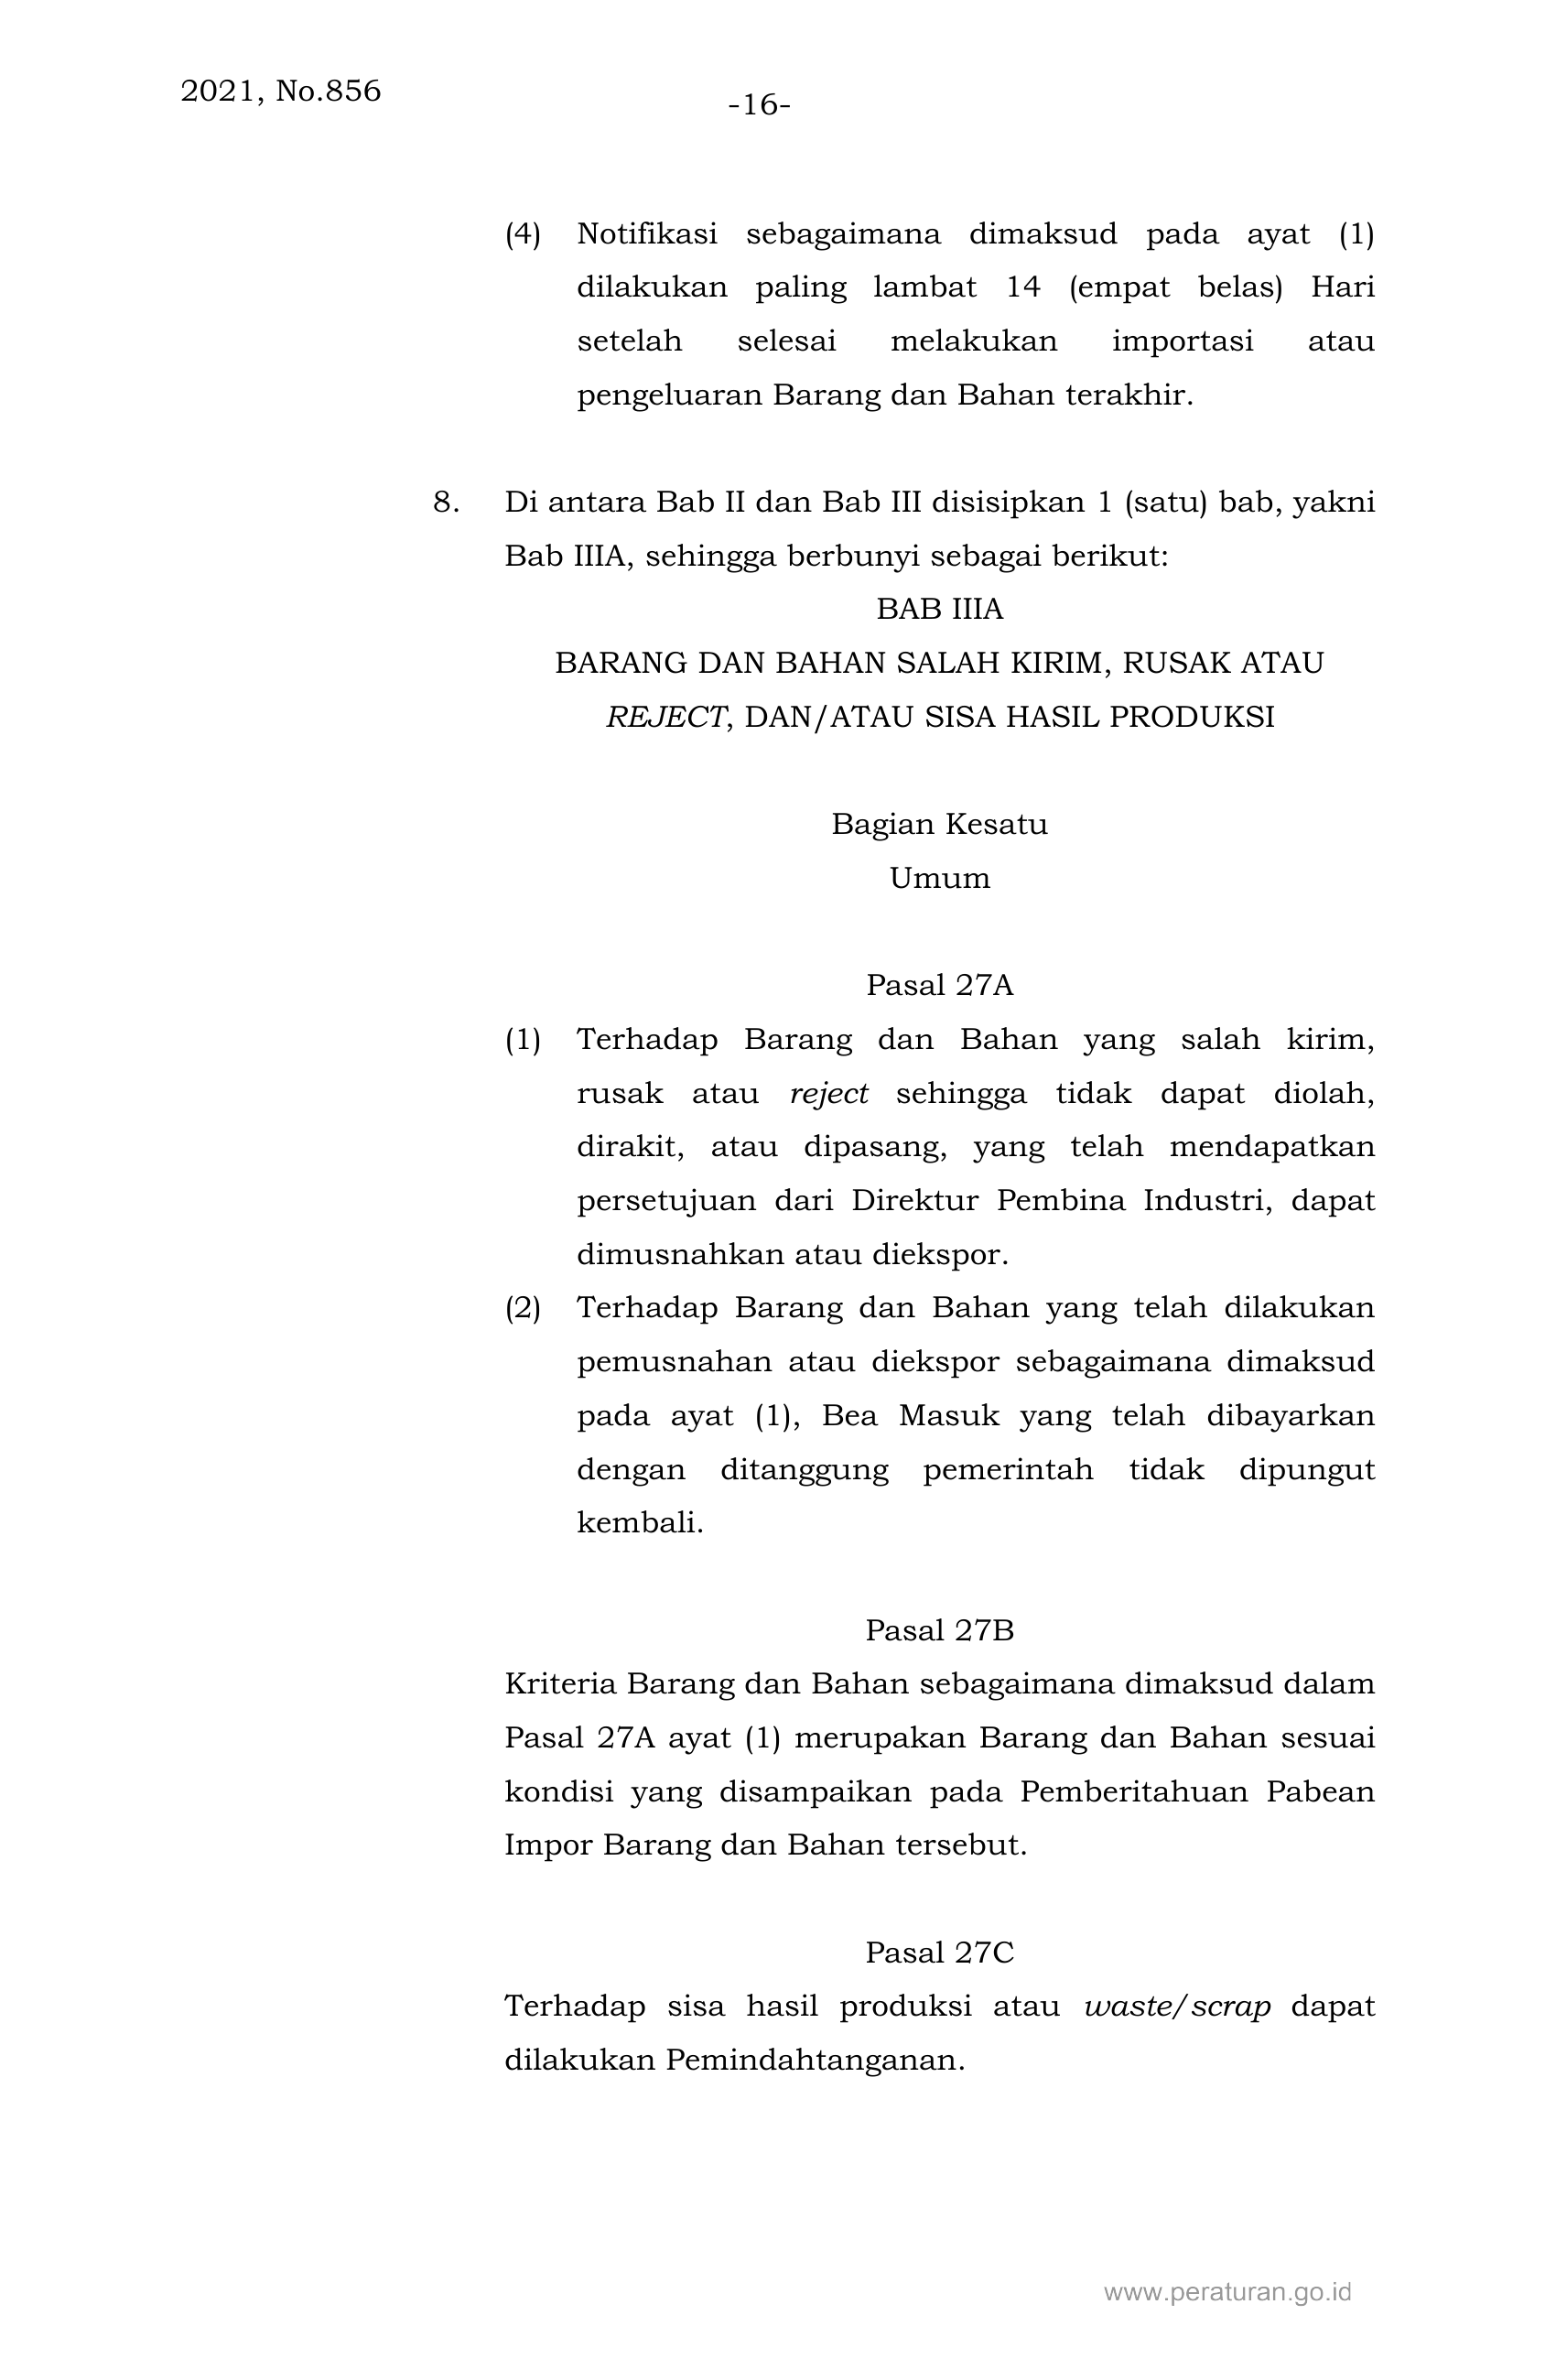 2021, No.856
-16-
(4) Notifikasi sebagaimana dimaksud pada ayat (1)
dilakukan paling lambat 14 (empat belas) Hari
setelah selesai melakukan importasi atau
pengeluaran Barang dan Bahan terakhir.
8. Di antara Bab II dan Bab III disisipkan 1 (satu) bab, yakni
Bab IIIA, sehingga berbunyi sebagai berikut:
BAB IIIA
BARANG DAN BAHAN SALAH KIRIM, RUSAK ATAU
REJECT, DAN/ATAU SISA HASIL PRODUKSI
Bagian Kesatu
Umum
Pasal 27A
(1) Terhadap Barang dan Bahan yang salah kirim,
rusak atau reject sehingga tidak dapat diolah,
dirakit, atau dipasang, yang telah mendapatkan
persetujuan dari Direktur Pembina Industri, dapat
dimusnahkan atau diekspor.
(2) Terhadap Barang dan Bahan yang telah dilakukan
pemusnahan atau diekspor sebagaimana dimaksud
pada ayat (1), Bea Masuk yang telah dibayarkan
dengan ditanggung pemerintah tidak dipungut
kembali.
Pasal 27B
Kriteria Barang dan Bahan sebagaimana dimaksud dalam
Pasal 27A ayat (1) merupakan Barang dan Bahan sesuai
kondisi yang disampaikan pada Pemberitahuan Pabean
Impor Barang dan Bahan tersebut.
Pasal 27C
Terhadap sisa hasil produksi atau waste/scrap dapat
dilakukan Pemindahtanganan.
www.peraturan.go.id